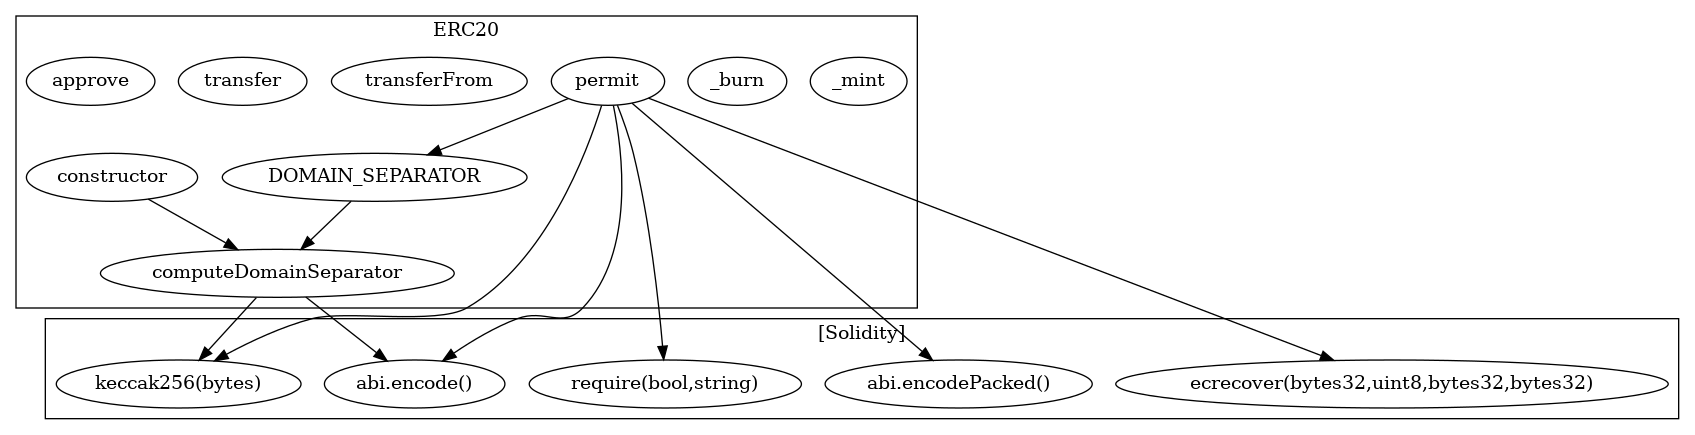 ERC20
approve
transfer
transferFrom
permit
_burn
_mint
constructor
DOMAIN_SEPARATOR
computeDomainSeparator
[Solidity]
keccak256(bytes)
abi.encode()
require(bool,string)
abi.encodePacked()
ecrecover(bytes32,uint8,bytes32,bytes32)